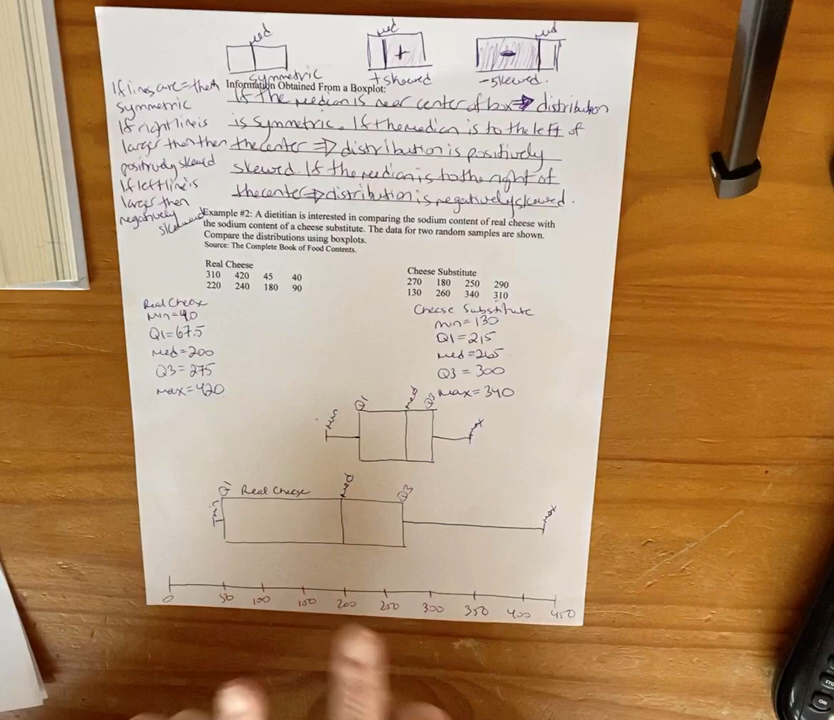 med med med
symmetric + -
+skewed -skewed.
Information Obtained From a Boxplot:
If the median is near center of box ⇒ distribution
is symmetric. If the median is to the left of
the center ⇒ distribution is positively
skewed. If the median is to the right of
the center ⇒ distribution is negatively skewed.
If lines are = then
symmetric
If right line is
larger then then
positively skewed
If left line is
larger then
negatively
skewed
Example #2: A dietitian is interested in comparing the sodium content of real cheese with
the sodium content of a cheese substitute. The data for two random samples are shown.
Compare the distributions using boxplots.
Source: The Complete Book of Food Contents.
Real Cheese
310 420 45 40
220 240 180 90
Cheese Substitute
270 180 250 290
130 260 340 310
Real Cheese
Min=40
Q1=67.5
Med=200
Q3=275
Max=420
Cheese Substitute
min=130
Q1=215
Med=265
Q3=300
Max=340
Min Q1 med Q3 max
Min Q1 Real Cheese Med Q3 max
0 50 100 150 200 250 300 350 400 450